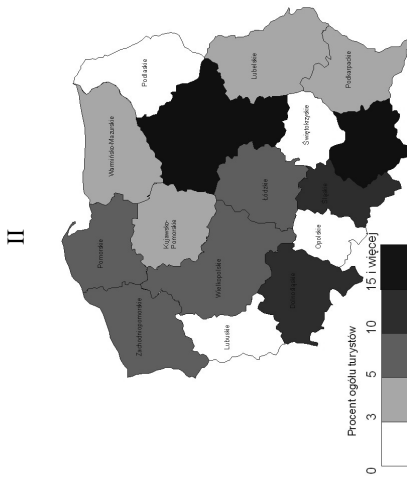 II
Pomorskie
Warmińsko-Mazurskie
Podlaskie
Zachodniopomorskie
Kujawsko-
Pomorskie
Wielkopolskie
Lubuskie
Łódzkie
Lubelskie
Dolnośląskie
Opolskie
Śląskie
Świętokrzyskie
Podkarpackie
Procent ogółu turystów
0 3 5 10 15 i więcej